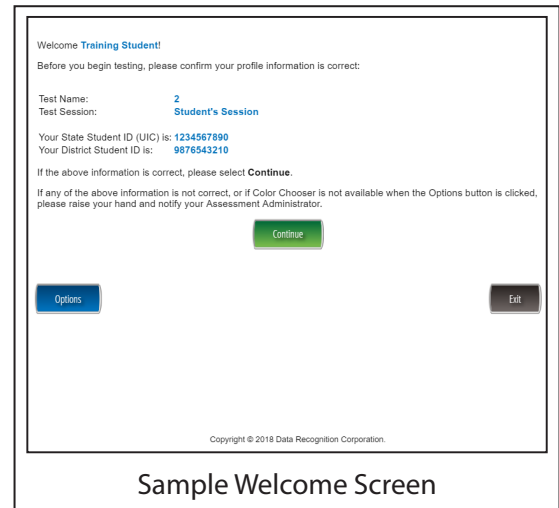 Welcome Training Student!
Before you begin testing, please confirm your profile information is correct:
Test Name: 2
Test Session: Student's Session
Your State Student ID (UIC) is: 1234567890
Your District Student ID is: 9876543210
If the above information is correct, please select Continue.
If any of the above information is not correct, or if Color Chooser is not available when the Options button is clicked,
please raise your hand and notify your Assessment Administrator.
Continue
Options Exit
Copyright © 2018 Data Recognition Corporation.
Sample Welcome Screen